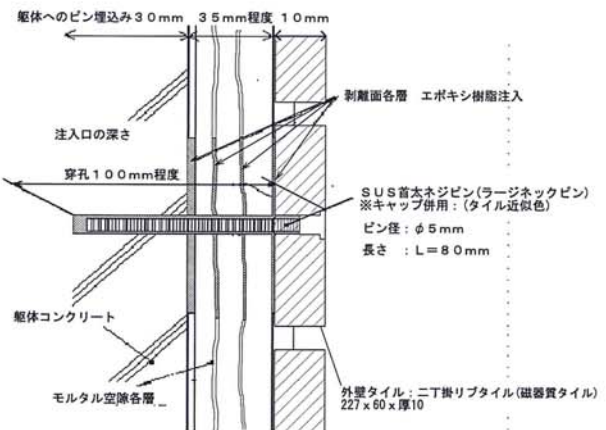 躯体へのピン埋込み30mm 35mm程度 10mm
剥離面各層 エポキシ樹脂注入
注入口の深さ
穿孔100mm程度
SUS首太ネジピン(ラージネックピン)
※キャップ併用:(タイル近似色)
ピン径:φ5mm
長さ :L=80mm
躯体コンクリート
モルタル空隙各層
外壁タイル:二丁掛リブタイル(磁器質タイル)
227x60x厚10